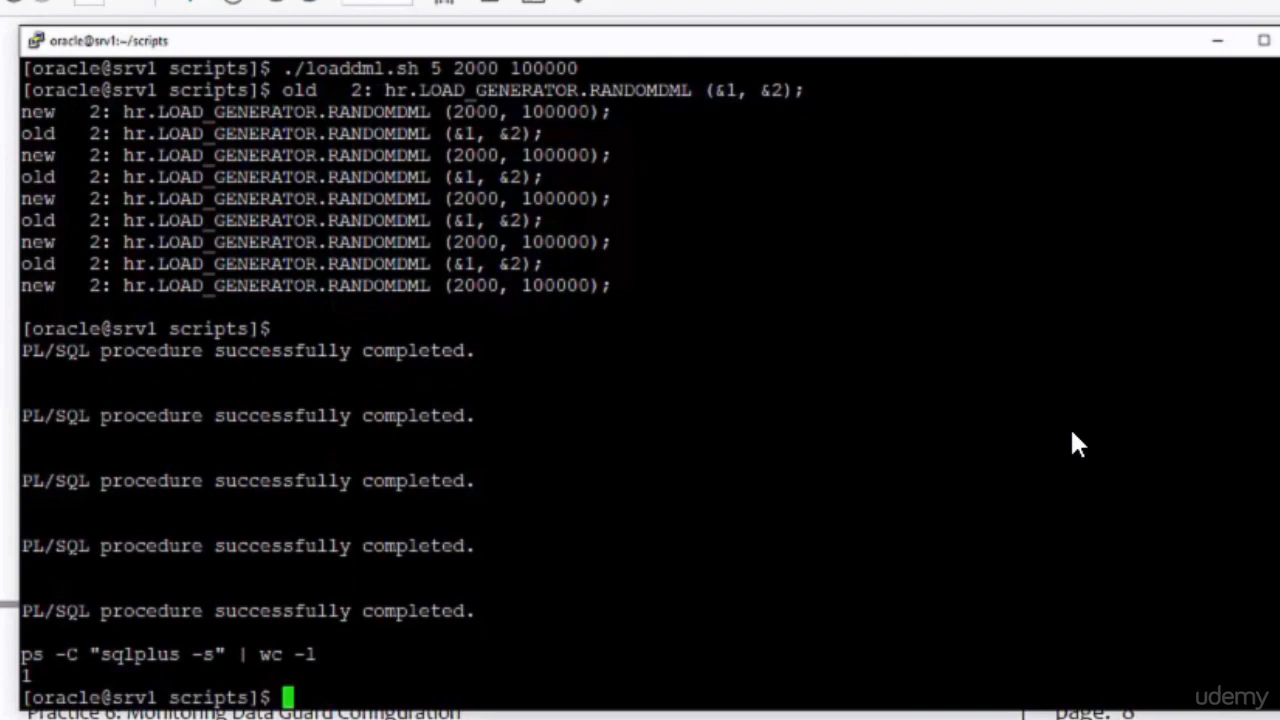 oracle@srv1:~/scripts
[oracle@srv1 scripts]$ ./loaddml.sh 5 2000 100000
[oracle@srv1 scripts]$ old   2: hr.LOAD_GENERATOR.RANDOMDML (&1, &2);
new   2: hr.LOAD_GENERATOR.RANDOMDML (2000, 100000);
old   2: hr.LOAD_GENERATOR.RANDOMDML (&1, &2);
new   2: hr.LOAD_GENERATOR.RANDOMDML (2000, 100000);
old   2: hr.LOAD_GENERATOR.RANDOMDML (&1, &2);
new   2: hr.LOAD_GENERATOR.RANDOMDML (2000, 100000);
old   2: hr.LOAD_GENERATOR.RANDOMDML (&1, &2);
new   2: hr.LOAD_GENERATOR.RANDOMDML (2000, 100000);
old   2: hr.LOAD_GENERATOR.RANDOMDML (&1, &2);
new   2: hr.LOAD_GENERATOR.RANDOMDML (2000, 100000);
[oracle@srv1 scripts]$
PL/SQL procedure successfully completed.
PL/SQL procedure successfully completed.
PL/SQL procedure successfully completed.
PL/SQL procedure successfully completed.
PL/SQL procedure successfully completed.
ps -C "sqlplus -s" | wc -l
1
[oracle@srv1 scripts]$
udemy
Practice 6. Monitoring Data Guard Configuration
page. 8